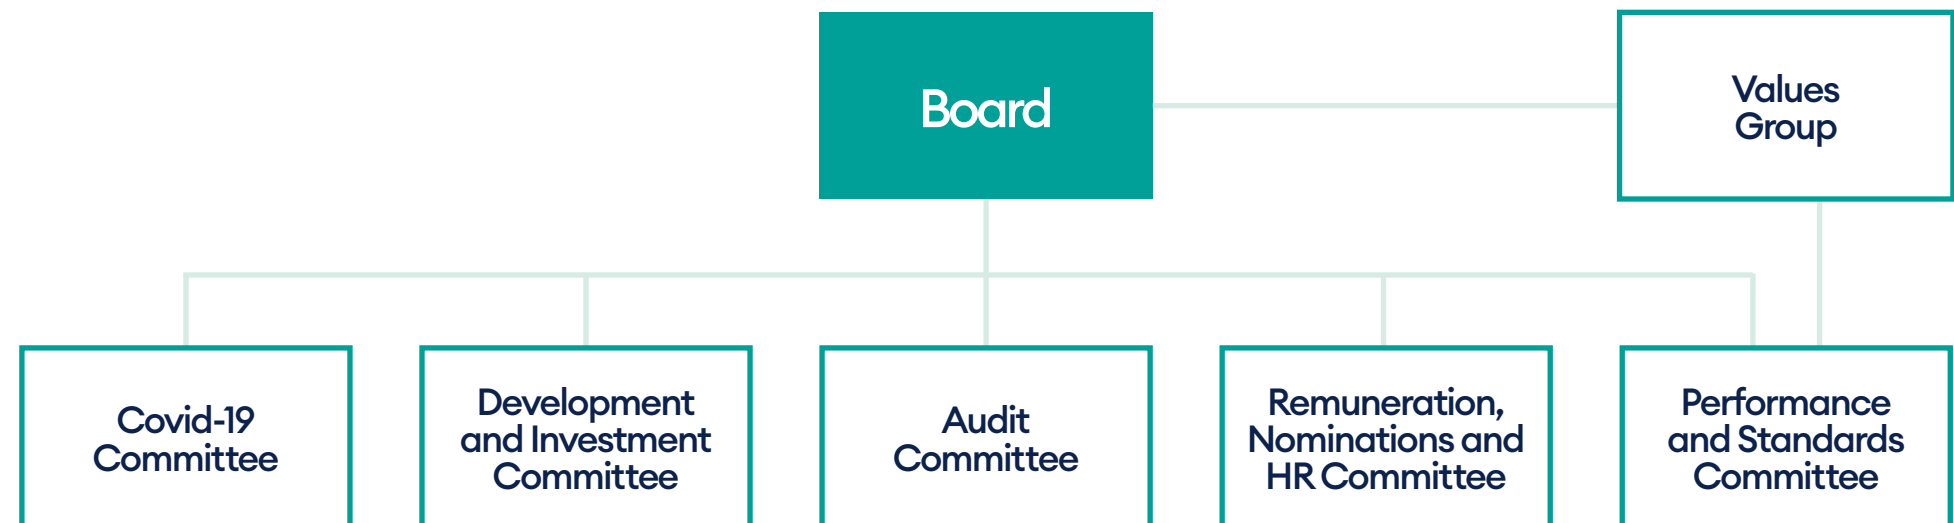 Board
Values
Group
Covid-19
Committee
Development
and Investment
Committee
Audit
Committee
Remuneration,
Nominations and
HR Committee
Performance
and Standards
Committee